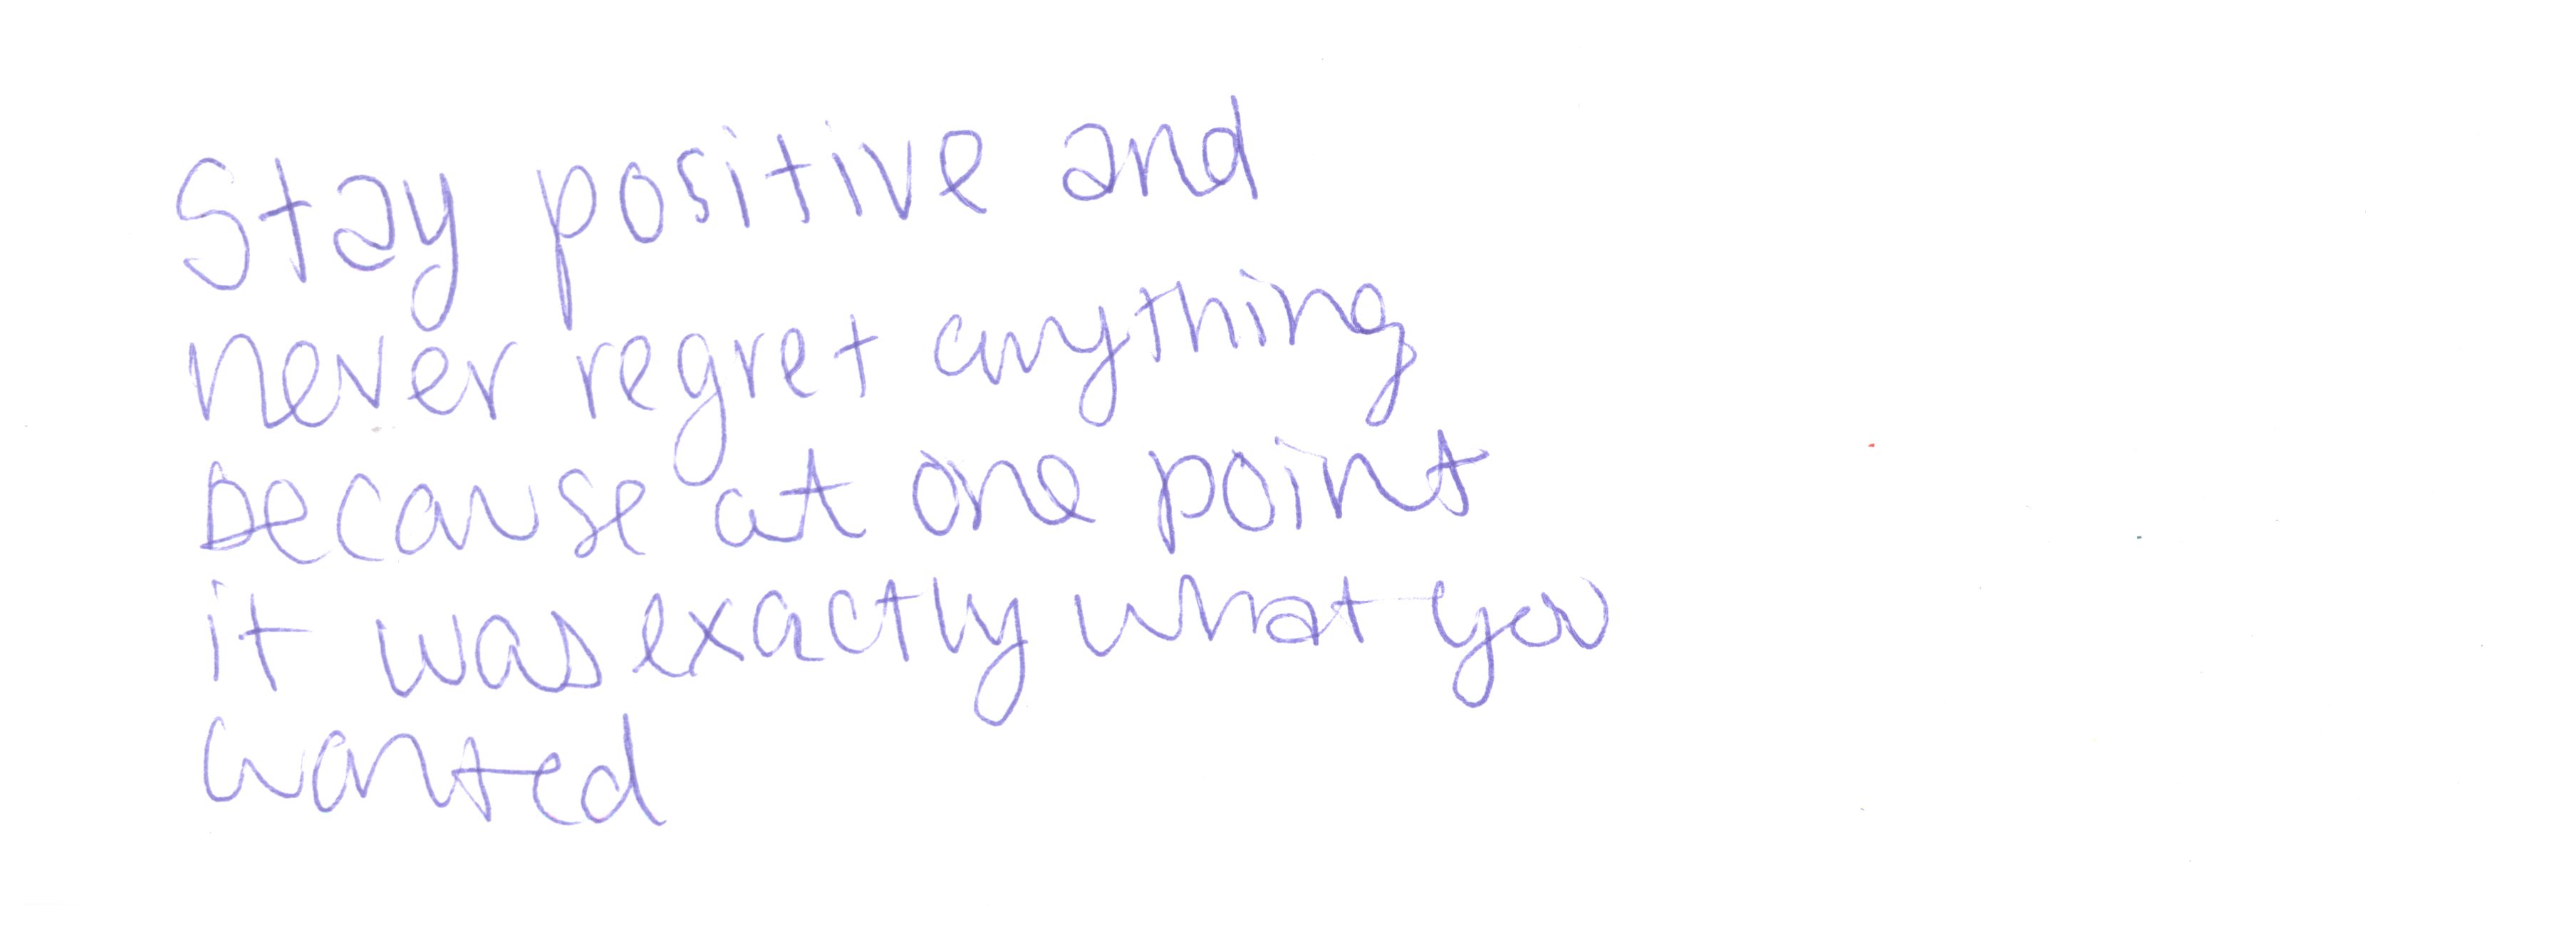 Stay positive and
never regret anything
because at one point
it was exactly what you
wanted